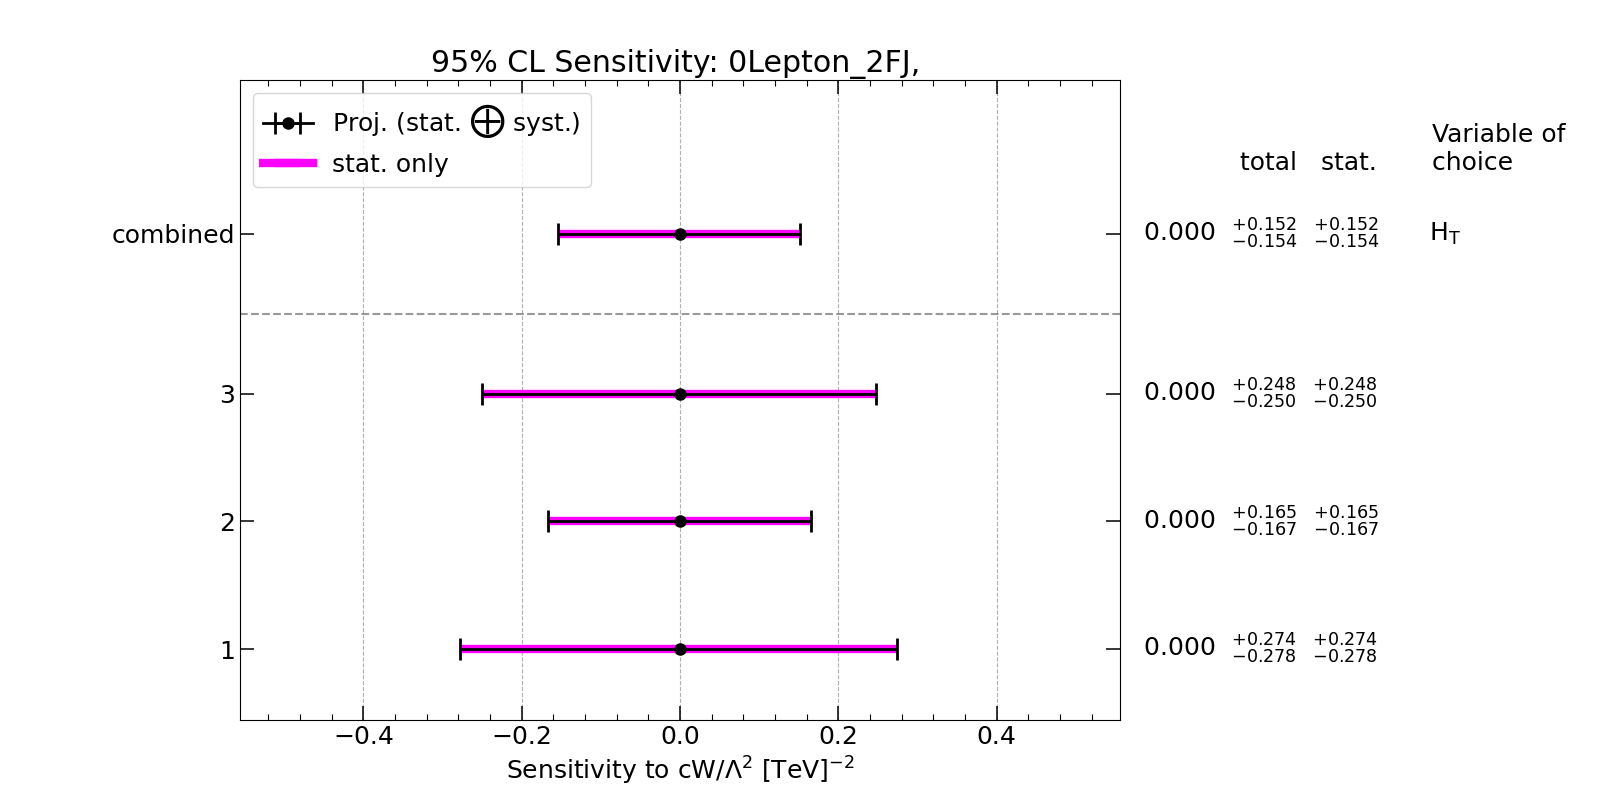 95% CL Sensitivity: 0Lepton_2FJ,
Proj. (stat. ⊕ syst.)
stat. only
Variable of
total stat. choice
combined 0.000 +0.152 −0.154 +0.152 −0.154 H_T
3 0.000 +0.248 −0.250 +0.248 −0.250
2 0.000 +0.165 −0.167 +0.165 −0.167
1 0.000 +0.274 −0.278 +0.274 −0.278
−0.4 −0.2 0.0 0.2 0.4
Sensitivity to cW/Λ² [TeV]⁻²